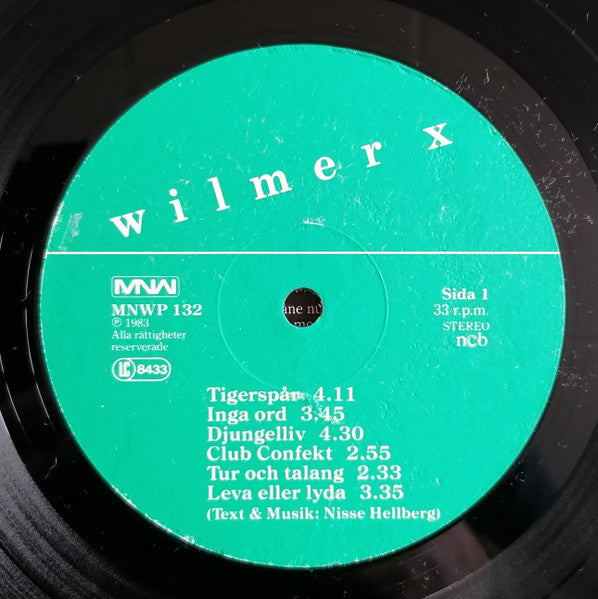 wilmer x
MNW
MNWP 132
℗ 1983
Alla rättigheter
reserverade
LC 8433
Sida 1
33 r.p.m.
STEREO
ncb
Tigerspår 4.11
Inga ord 3.45
Djungelliv 4.30
Club Confekt 2.55
Tur och talang 2.33
Leva eller lyda 3.35
(Text & Musik: Nisse Hellberg)